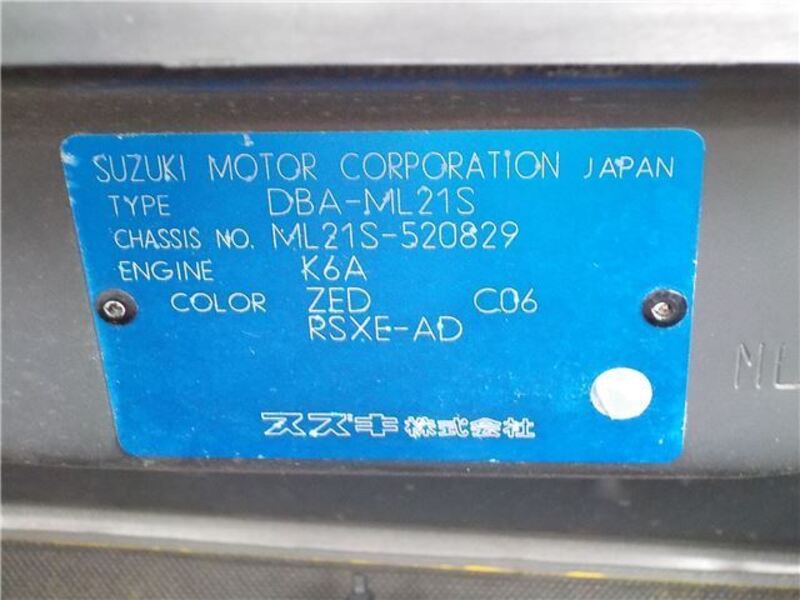 SUZUKI MOTOR CORPORATION JAPAN
TYPE DBA-ML21S
CHASSIS NO. ML21S-520829
ENGINE K6A
COLOR ZED C06
RSXE-AD
スズキ株式会社
ML